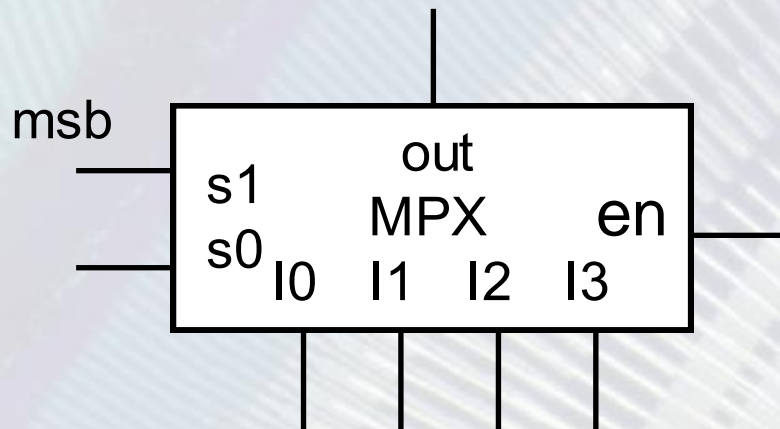 msb
out
s1
MPX
en
s0
I0 I1 I2 I3